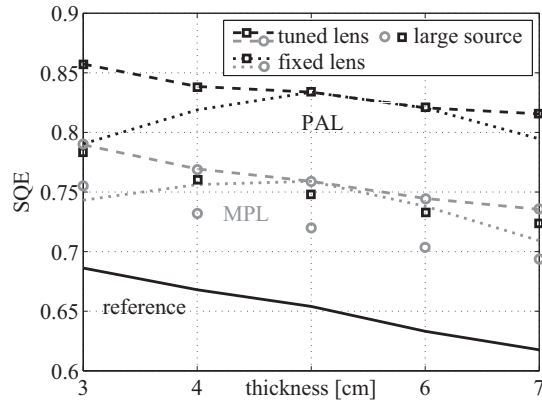 0.9
0.85
0.8
0.75
0.7
0.65
0.6
SQE
tuned lens
large source
fixed lens
PAL
MPL
reference
3
4
5
6
7
thickness [cm]